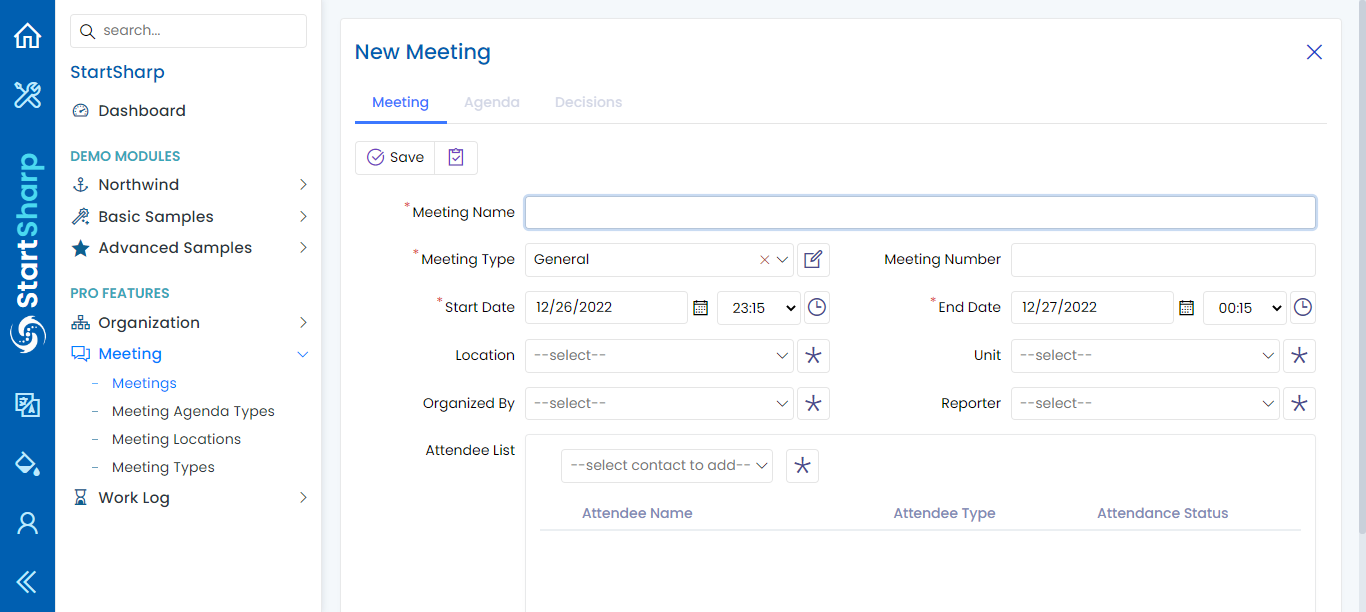 StartSharp
search...
StartSharp
Dashboard
DEMO MODULES
Northwind
Basic Samples
Advanced Samples
PRO FEATURES
Organization
Meeting
Meetings
Meeting Agenda Types
Meeting Locations
Meeting Types
Work Log
New Meeting
Meeting Agenda Decisions
Save
*Meeting Name
*Meeting Type General Meeting Number
*Start Date 12/26/2022 23:15 *End Date 12/27/2022 00:15
Location --select-- Unit --select--
Organized By --select-- Reporter --select--
Attendee List
--select contact to add--
Attendee Name Attendee Type Attendance Status